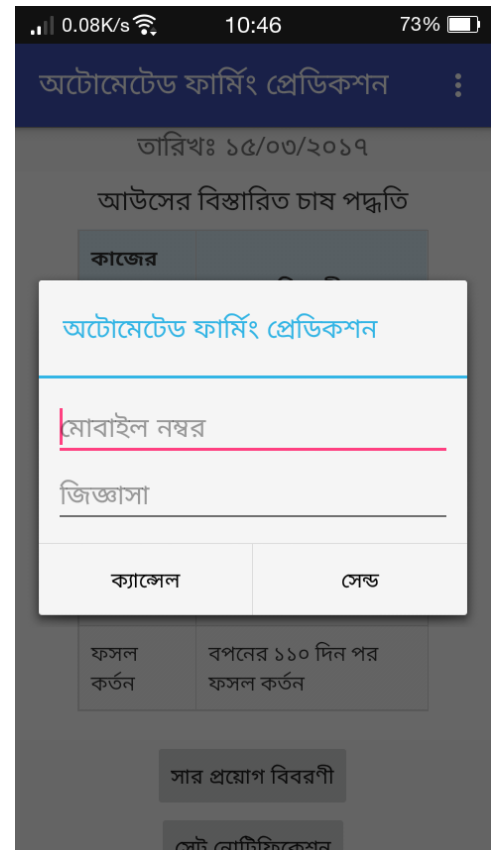 0.08K/s 10:46 73%
অটোমেটেড ফার্মিং প্রেডিকশন
তারিখঃ ১৫/০৩/২০১৭
আউসের বিস্তারিত চাষ পদ্ধতি
কাজের
অটোমেটেড ফার্মিং প্রেডিকশন
মোবাইল নম্বর
জিজ্ঞাসা
ক্যান্সেল সেন্ড
ফসল বপনের ১১০ দিন পর
কর্তন ফসল কর্তন
সার প্রয়োগ বিবরণী
সেট নোটিফিকেশন